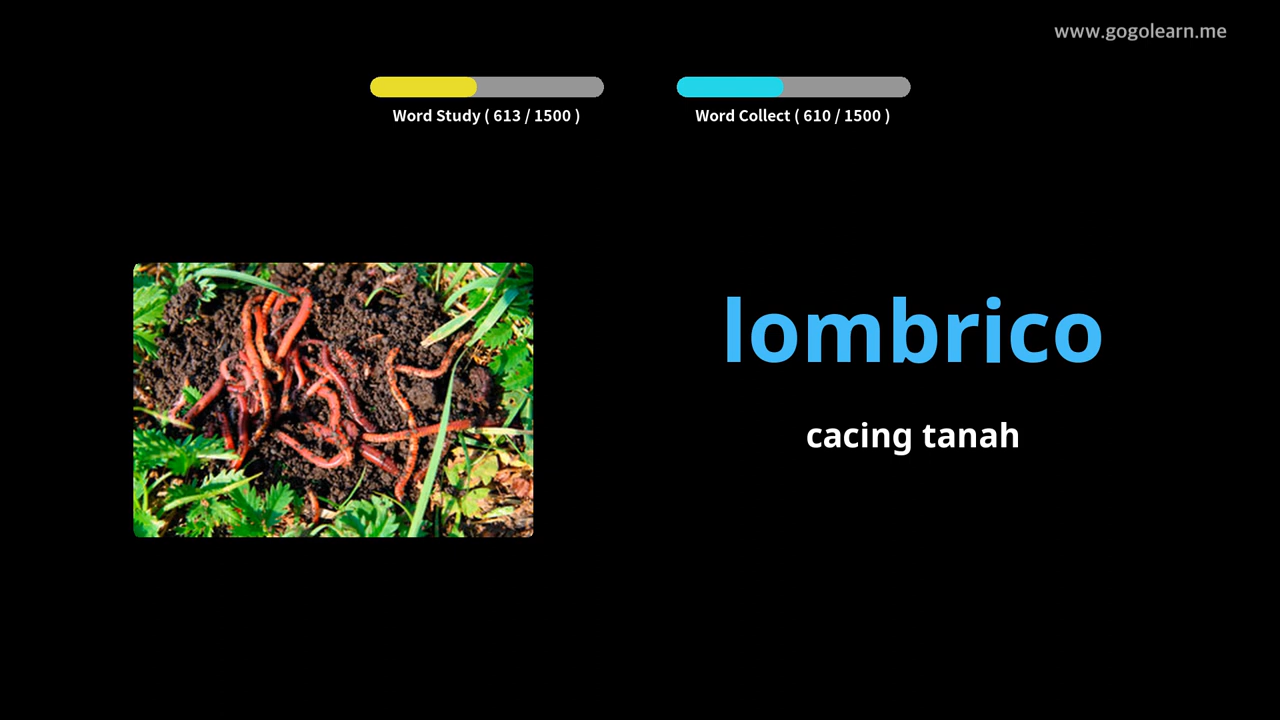 www.gogolearn.me
Word Study ( 613 / 1500 )
Word Collect ( 610 / 1500 )
lombrico
cacing tanah